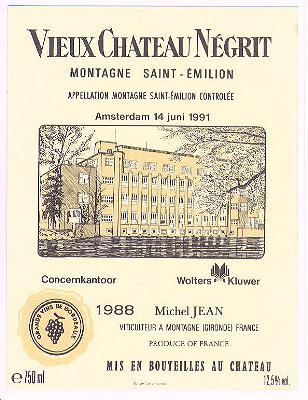 VIEUX CHATEAU NÉGRIT
MONTAGNE SAINT-ÉMILION
APPELLATION MONTAGNE SAINT-ÉMILION CONTROLÉE
Amsterdam 14 juni 1991
Concernkantoor
Wolters Kluwer
GRANDS VINS DE BORDEAUX
1988 Michel JEAN
VITICULTEUR A MONTAGNE (GIRONDE) FRANCE
PRODUCE OF FRANCE
MIS EN BOUTEILLES AU CHATEAU
e 750 ml
12,5% vol.